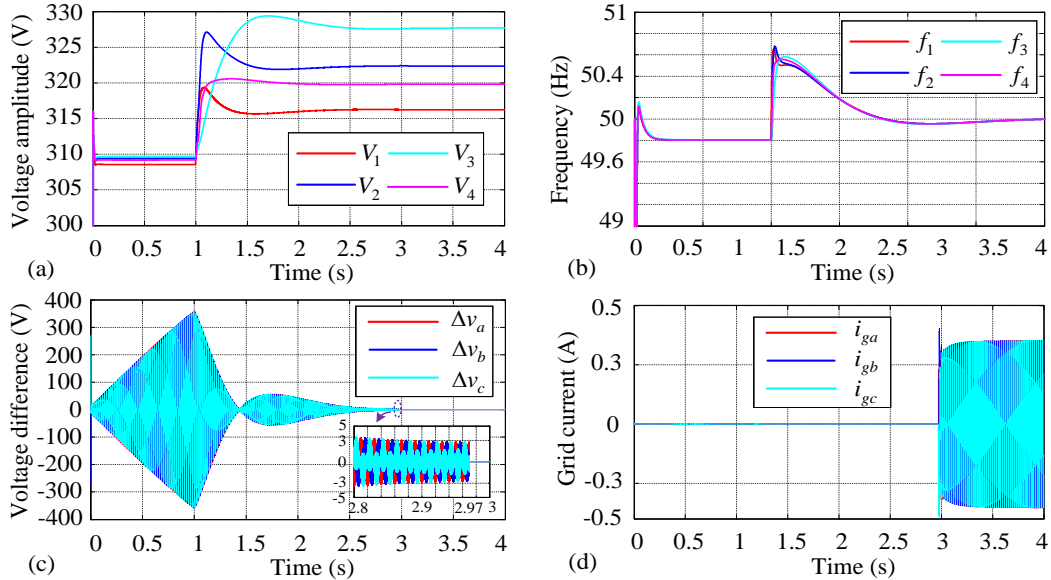 Voltage amplitude (V)
330
325
320
315
310
305
300
V1 V3
V2 V4
0 0.5 1 1.5 2 2.5 3 3.5 4
Time (s)
(a)
Frequency (Hz)
51
50.4
50
49.6
49
f1 f3
f2 f4
0 0.5 1 1.5 2 2.5 3 3.5 4
Time (s)
(b)
Voltage difference (V)
400
300
200
100
0
-100
-200
-300
-400
Δva
Δvb
Δvc
5
3
0
-3
-5
2.8 2.9 2.97 3
0 0.5 1 1.5 2 2.5 3 3.5 4
Time (s)
(c)
Grid current (A)
0.5
0.3
0
-0.3
-0.5
iga
igb
igc
0 0.5 1 1.5 2 2.5 3 3.5 4
Time (s)
(d)